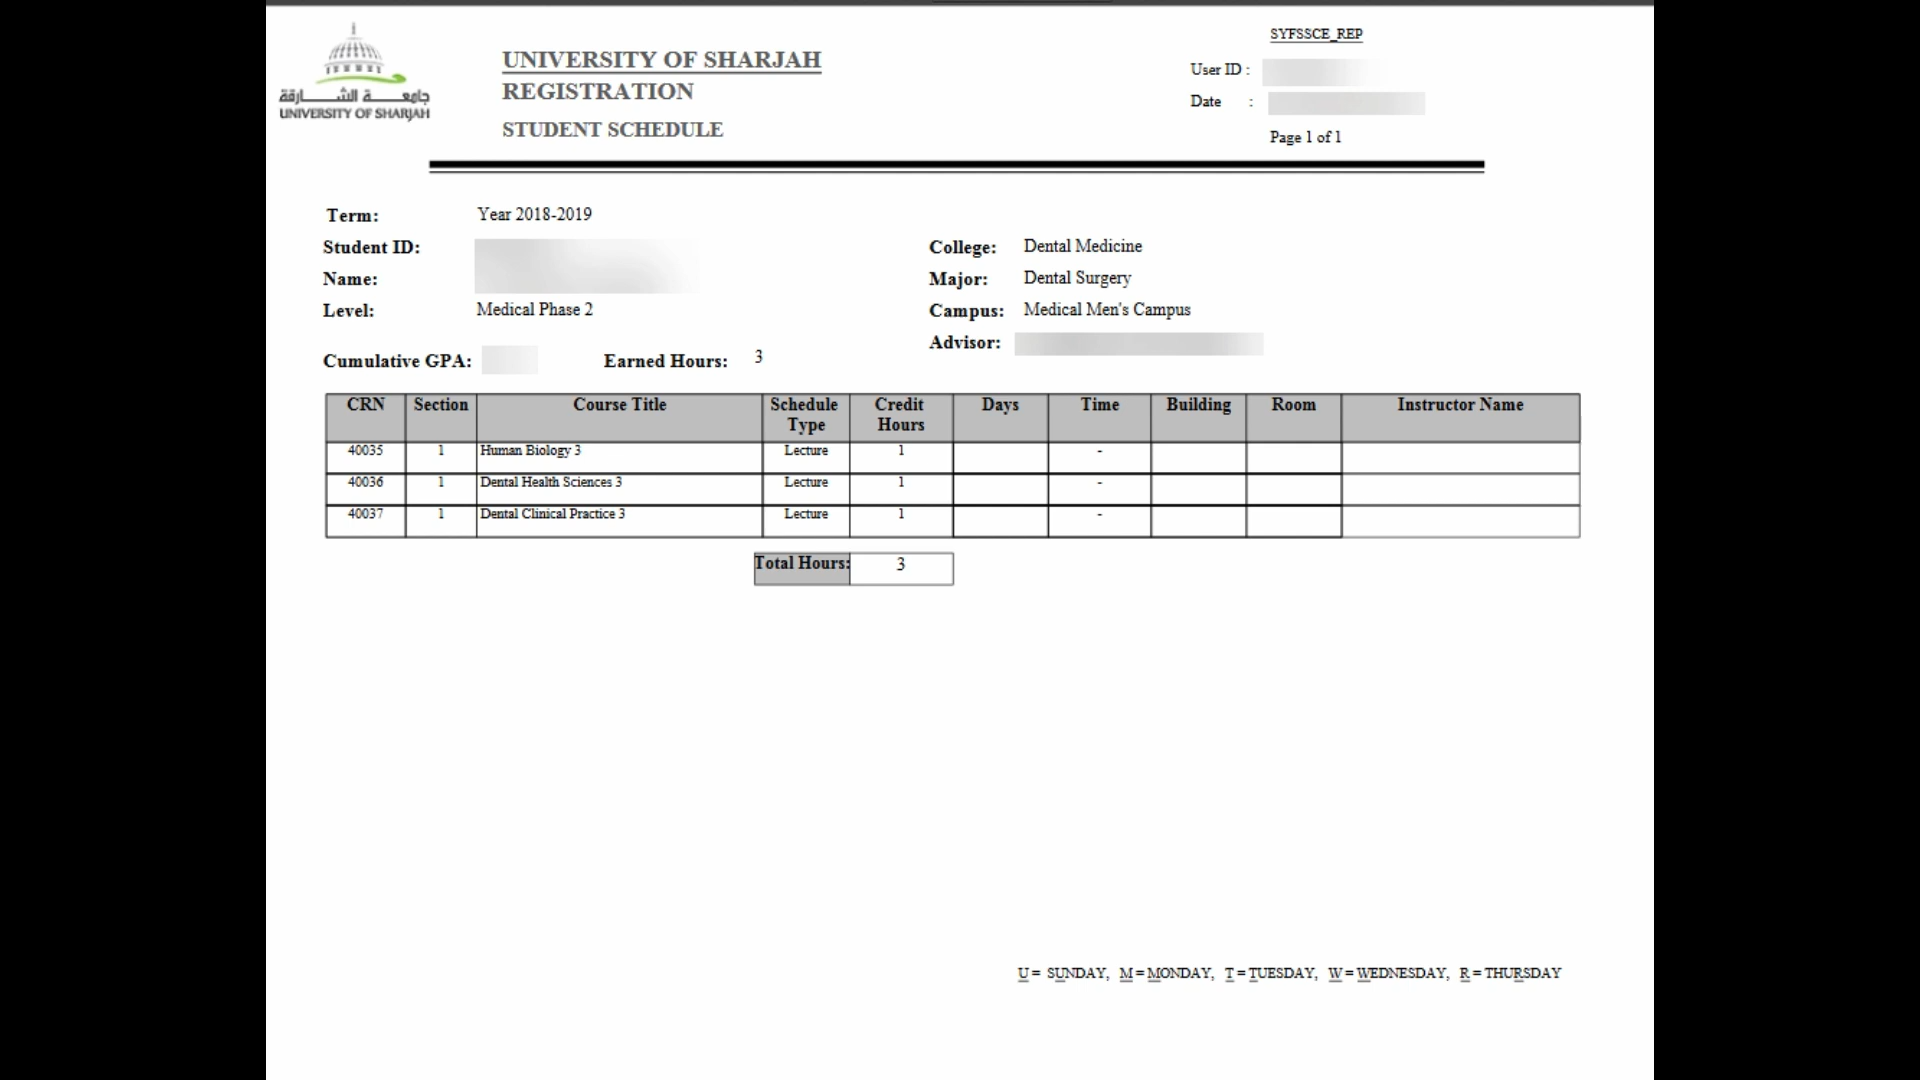 SYFSSCE_REP
جامعـــة الشـــارقة
UNIVERSITY OF SHARJAH
UNIVERSITY OF SHARJAH
REGISTRATION
STUDENT SCHEDULE
User ID :
Date :
Page 1 of 1
Term: Year 2018-2019
Student ID: College: Dental Medicine
Name: Major: Dental Surgery
Level: Medical Phase 2 Campus: Medical Men's Campus
Advisor:
Cumulative GPA: Earned Hours: 3
CRN Section Course Title Schedule Type Credit Hours Days Time Building Room Instructor Name
40035 1 Human Biology 3 Lecture 1 -
40036 1 Dental Health Sciences 3 Lecture 1 -
40037 1 Dental Clinical Practice 3 Lecture 1 -
Total Hours: 3
U = SUNDAY, M = MONDAY, T = TUESDAY, W = WEDNESDAY, R = THURSDAY